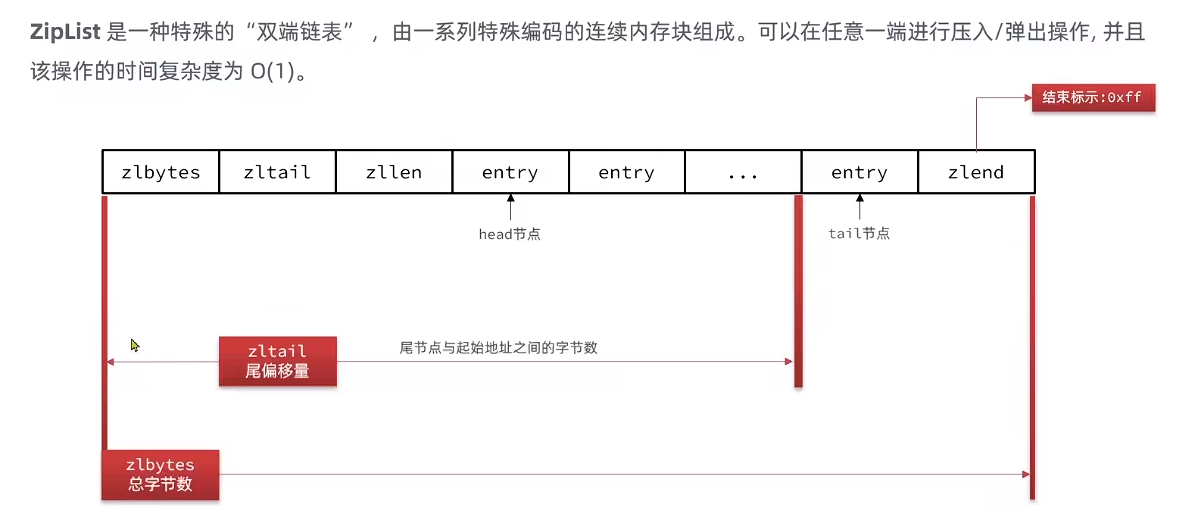 ZipList 是一种特殊的“双端链表” ，由一系列特殊编码的连续内存块组成。可以在任意一端进行压入/弹出操作, 并且
该操作的时间复杂度为 O(1)。
结束标示:0xff
zlbytes zltail zllen entry entry ... entry zlend
head节点 tail节点
zltail
尾偏移量
尾节点与起始地址之间的字节数
zlbytes
总字节数